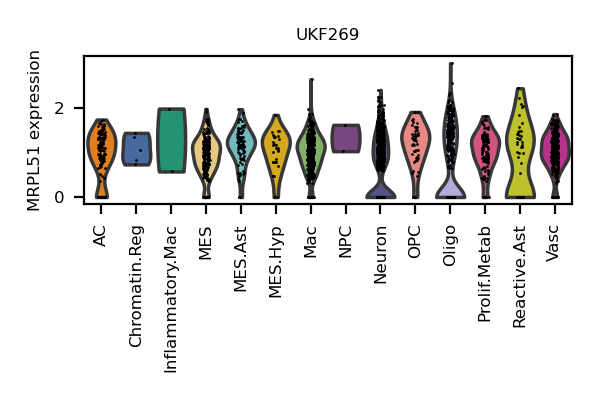 UKF269
MRPL51 expression
2
0
AC
Chromatin.Reg
Inflammatory.Mac
MES
MES.Ast
MES.Hyp
Mac
NPC
Neuron
OPC
Oligo
Prolif.Metab
Reactive.Ast
Vasc